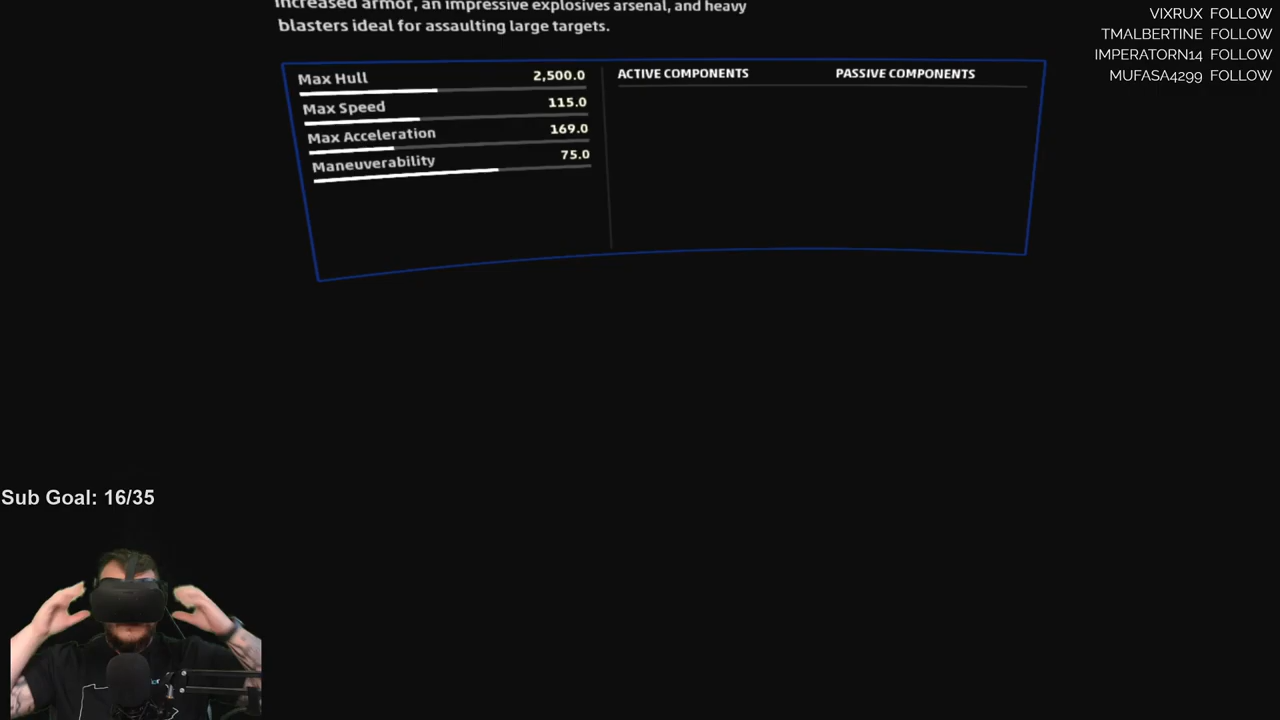 increased armor, an impressive explosives arsenal, and heavy
blasters ideal for assaulting large targets.
Max Hull 2,500.0
Max Speed 115.0
Max Acceleration 169.0
Maneuverability 75.0
ACTIVE COMPONENTS PASSIVE COMPONENTS
VIXRUX FOLLOW
TMALBERTINE FOLLOW
IMPERATORN14 FOLLOW
MUFASA4299 FOLLOW
Sub Goal: 16/35